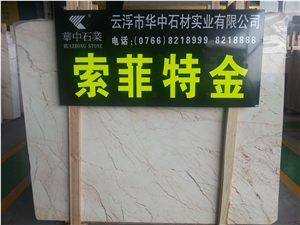 華中石業
HUAZHONG STONE
云浮市华中石材实业有限公司
电话:(0766)8218999 8218888
索菲特金